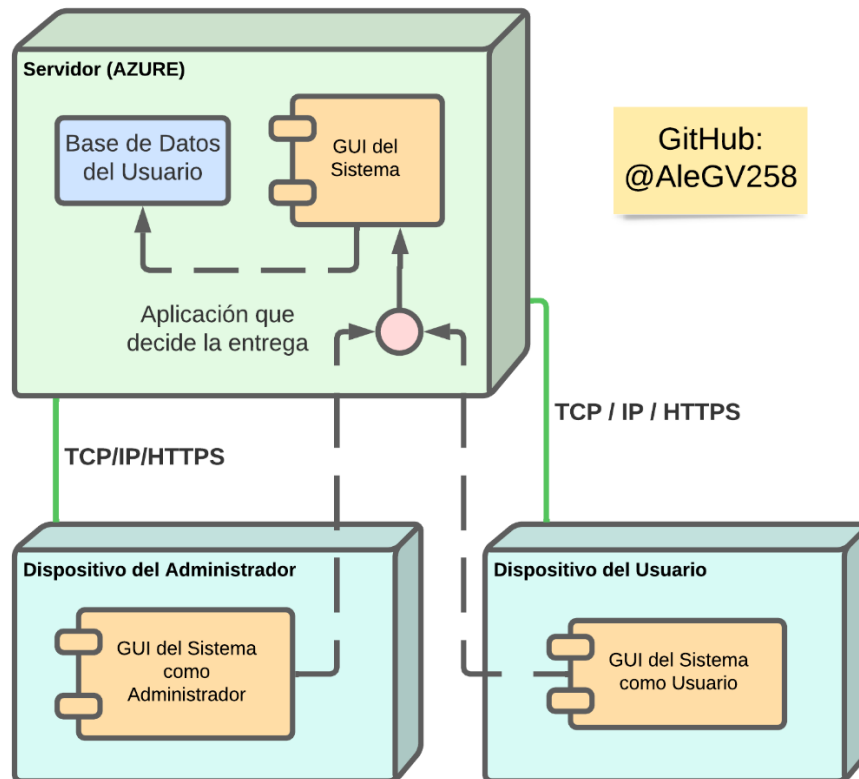 Servidor (AZURE)
Base de Datos
del Usuario
GUI del
Sistema
GitHub:
@AleGV258
Aplicación que
decide la entrega
TCP / IP / HTTPS
TCP/IP/HTTPS
Dispositivo del Administrador
GUI del Sistema
como
Administrador
Dispositivo del Usuario
GUI del Sistema
como Usuario